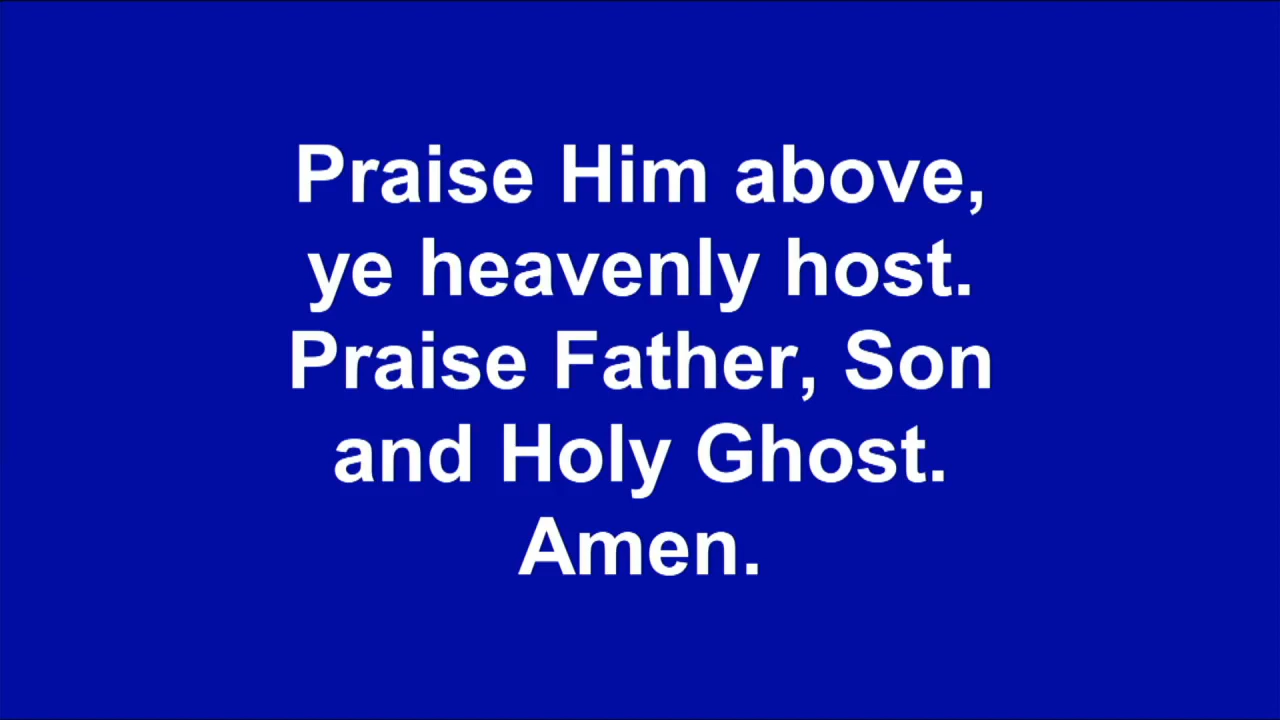 Praise Him above,
ye heavenly host.
Praise Father, Son
and Holy Ghost.
Amen.